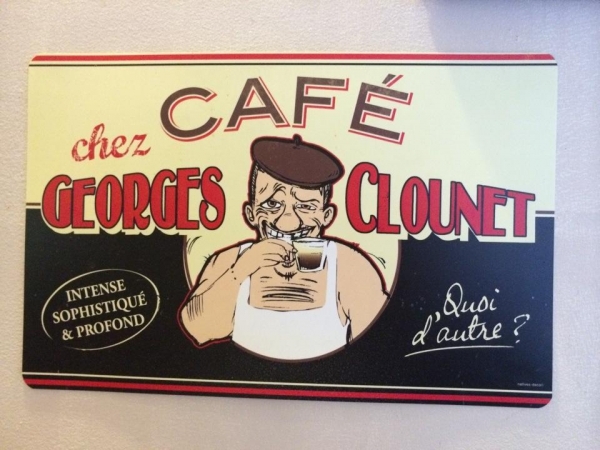 CAFÉ
chez
GEORGES CLOUNET
INTENSE
SOPHISTIQUÉ
& PROFOND
Quoi
d'autre?